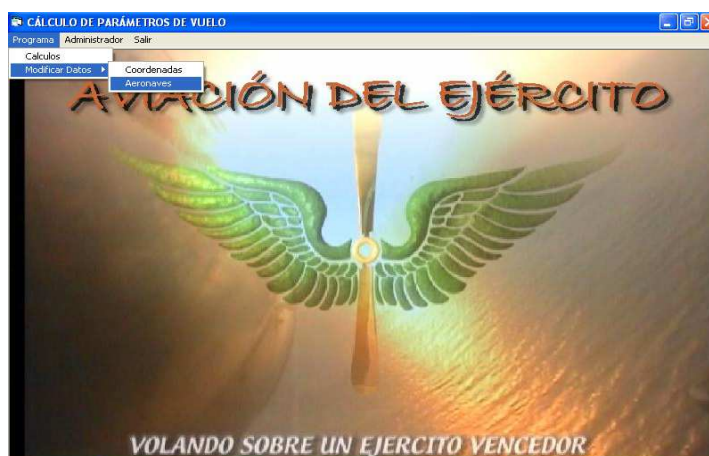 CÁLCULO DE PARÁMETROS DE VUELO
Programa Administrador Salir
Calculos
Modificar Datos Coordenadas
Aeronaves
AVIACIÓN DEL EJÉRCITO
VOLANDO SOBRE UN EJERCITO VENCEDOR